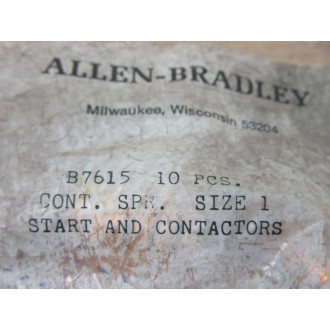 ALLEN-BRADLEY
Milwaukee, Wisconsin 53204
B7615 10 PCS.
CONT. SPR. SIZE 1
START AND CONTACTORS